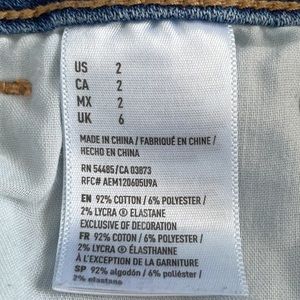 US 2
CA 2
MX 2
UK 6
MADE IN CHINA / FABRIQUÉ EN CHINE /
HECHO EN CHINA
RN 54485/CA 03873
RFC# AEM120605U9A
EN 92% COTTON / 6% POLYESTER /
2% LYCRA ® ELASTANE
EXCLUSIVE OF DECORATION
FR 92% COTON / 6% POLYESTER /
2% LYCRA ® ÉLASTHANNE
À L'EXCEPTION DE LA GARNITURE
SP 92% algodón / 6% poliéster /
2% elastano